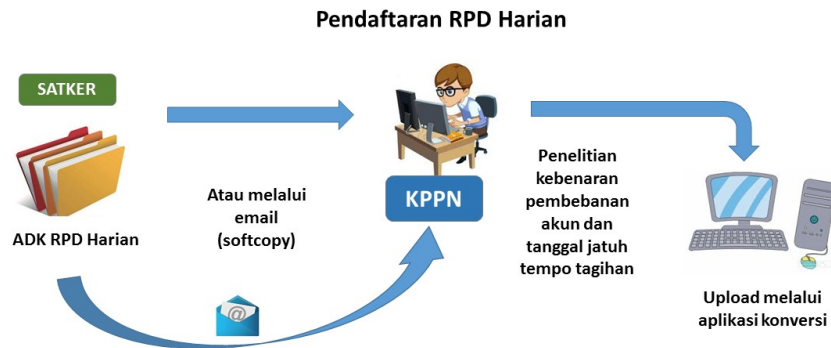 Pendaftaran RPD Harian
SATKER
ADK RPD Harian
Atau melalui
email
(softcopy)
@
KPPN
Penelitian
kebenaran
pembebanan
akun dan
tanggal jatuh
tempo tagihan
Upload melalui
aplikasi konversi